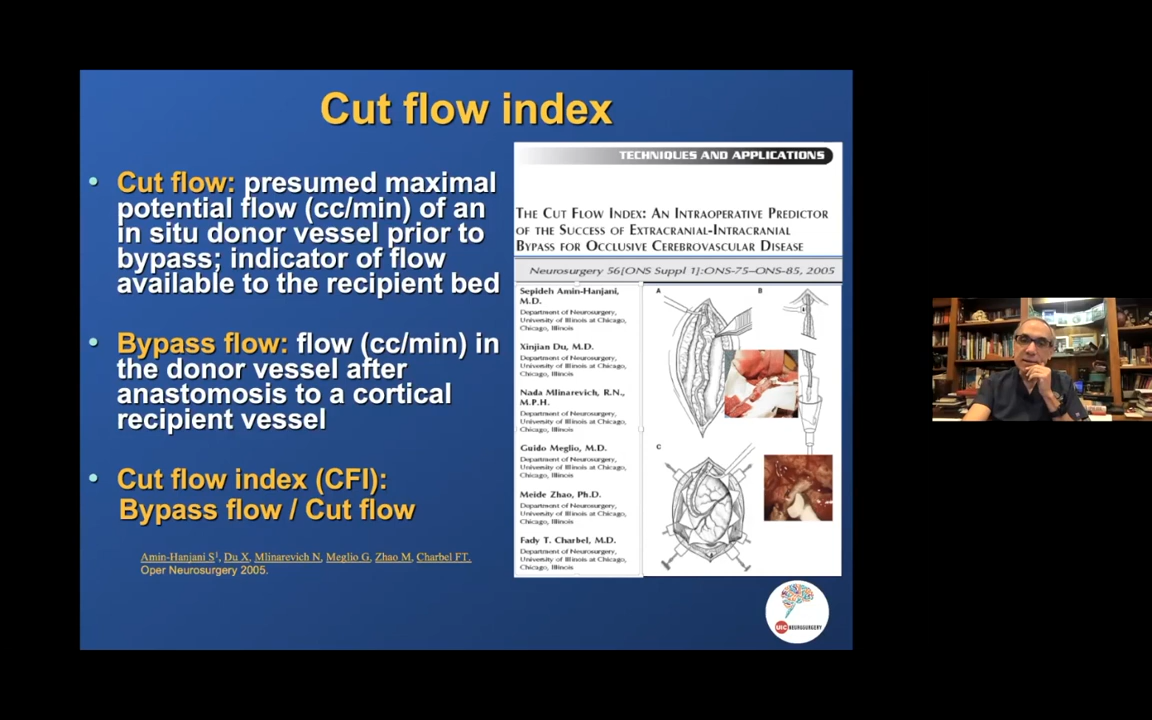 Cut flow index
• Cut flow: presumed maximal
potential flow (cc/min) of an
in situ donor vessel prior to
bypass; indicator of flow
available to the recipient bed
• Bypass flow: flow (cc/min) in
the donor vessel after
anastomosis to a cortical
recipient vessel
• Cut flow index (CFI):
Bypass flow / Cut flow
Amin-Hanjani S1, Du X, Mlinarevich N, Meglio G, Zhao M, Charbel FT.
Oper Neurosurgery 2005.
TECHNIQUES AND APPLICATIONS
THE CUT FLOW INDEX: AN INTRAOPERATIVE PREDICTOR
OF THE SUCCESS OF EXTRACRANIAL-INTRACRANIAL
BYPASS FOR OCCLUSIVE CEREBROVASCULAR DISEASE
Neurosurgery 56[ONS Suppl 1]:ONS-75–ONS-85, 2005
Sepideh Amin-Hanjani,
M.D.
Department of Neurosurgery,
University of Illinois at Chicago,
Chicago, Illinois
Xinjian Du, M.D.
Department of Neurosurgery,
University of Illinois at Chicago,
Chicago, Illinois
Nada Mlinarevich, R.N.,
M.P.H.
Department of Neurosurgery,
University of Illinois at Chicago,
Chicago, Illinois
Guido Meglio, M.D.
Department of Neurosurgery,
University of Illinois at Chicago,
Chicago, Illinois
Meide Zhao, Ph.D.
Department of Neurosurgery,
University of Illinois at Chicago,
Chicago, Illinois
Fady T. Charbel, M.D.
Department of Neurosurgery,
University of Illinois at Chicago,
Chicago, Illinois
A
B
C
UIC NEUROSURGERY